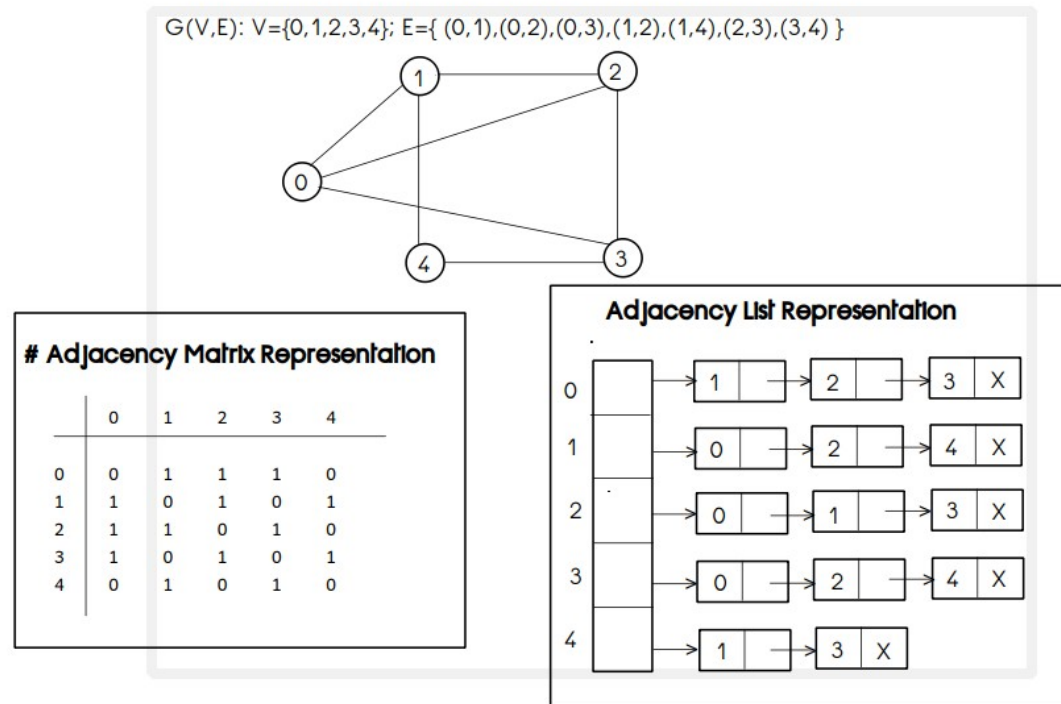 G(V,E): V={0,1,2,3,4}; E={ (0,1),(0,2),(0,3),(1,2),(1,4),(2,3),(3,4) }
1
2
0
4
3
# Adjacency Matrix Representation
0 1 2 3 4
0 0 1 1 1 0
1 1 0 1 0 1
2 1 1 0 1 0
3 1 0 1 0 1
4 0 1 0 1 0
Adjacency List Representation
0 1 2 3 X
1 0 2 4 X
2 0 1 3 X
3 0 2 4 X
4 1 3 X